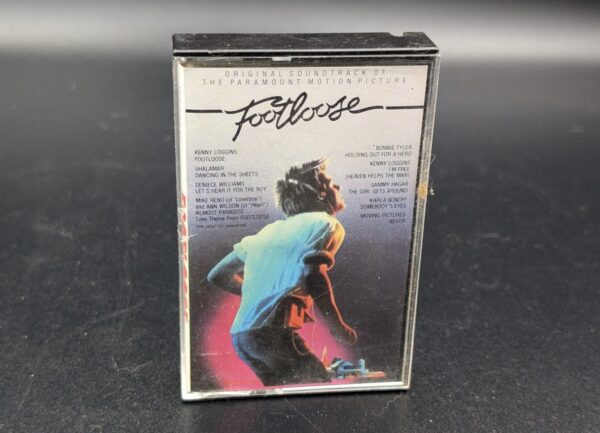 ORIGINAL SOUNDTRACK OF
THE PARAMOUNT MOTION PICTURE
Footloose
KENNY LOGGINS
FOOTLOOSE
SHALAMAR
DANCING IN THE SHEETS
DENIECE WILLIAMS
LET'S HEAR IT FOR THE BOY
MIKE RENO (of "Loverboy")
and ANN WILSON (of "Heart")
ALMOST PARADISE
Love Theme from FOOTLOOSE
BONNIE TYLER
HOLDING OUT FOR A HERO
KENNY LOGGINS
I'M FREE
(HEAVEN HELPS THE MAN)
SAMMY HAGAR
THE GIRL GETS AROUND
KARLA BONOFF
SOMEBODY'S EYES
MOVING PICTURES
NEVER